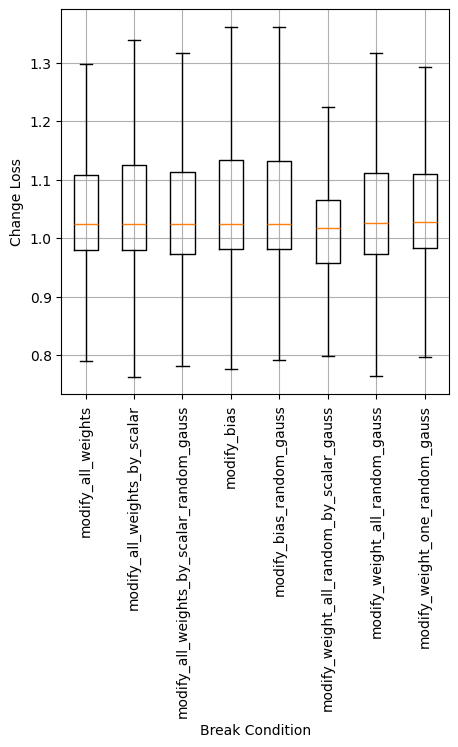 1.3
1.2
1.1
1.0
0.9
0.8
Change Loss
modify_all_weights
modify_all_weights_by_scalar
modify_all_weights_by_scalar_random_gauss
modify_bias
modify_bias_random_gauss
modify_weight_all_random_by_scalar_gauss
modify_weight_all_random_gauss
modify_weight_one_random_gauss
Break Condition